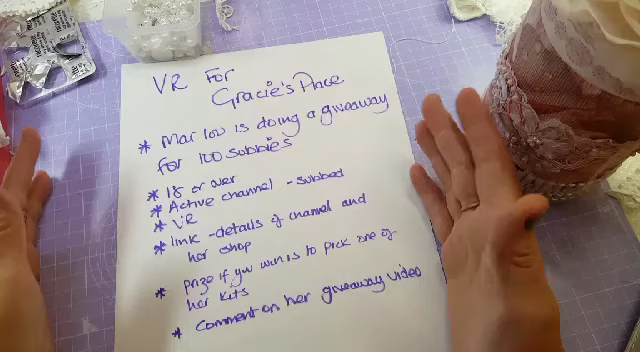 VR For
Gracie's Place
* Marlow is doing a giveaway
for 100 subbies
* 18 or over
* Active channel - subbed
* VR
* link - details of channel and
her shop
* prize if you win is to pick one of
her kits
* comment on her giveaway video